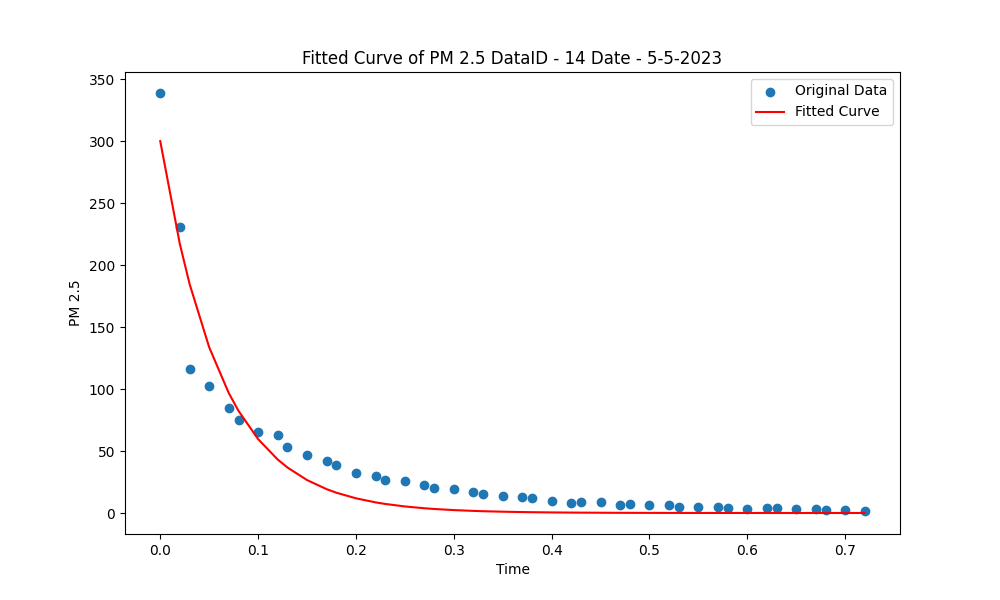 Fitted Curve of PM 2.5 DataID - 14 Date - 5-5-2023
Original Data
Fitted Curve
350
300
250
200
150
100
50
0
PM 2.5
0.0 0.1 0.2 0.3 0.4 0.5 0.6 0.7
Time